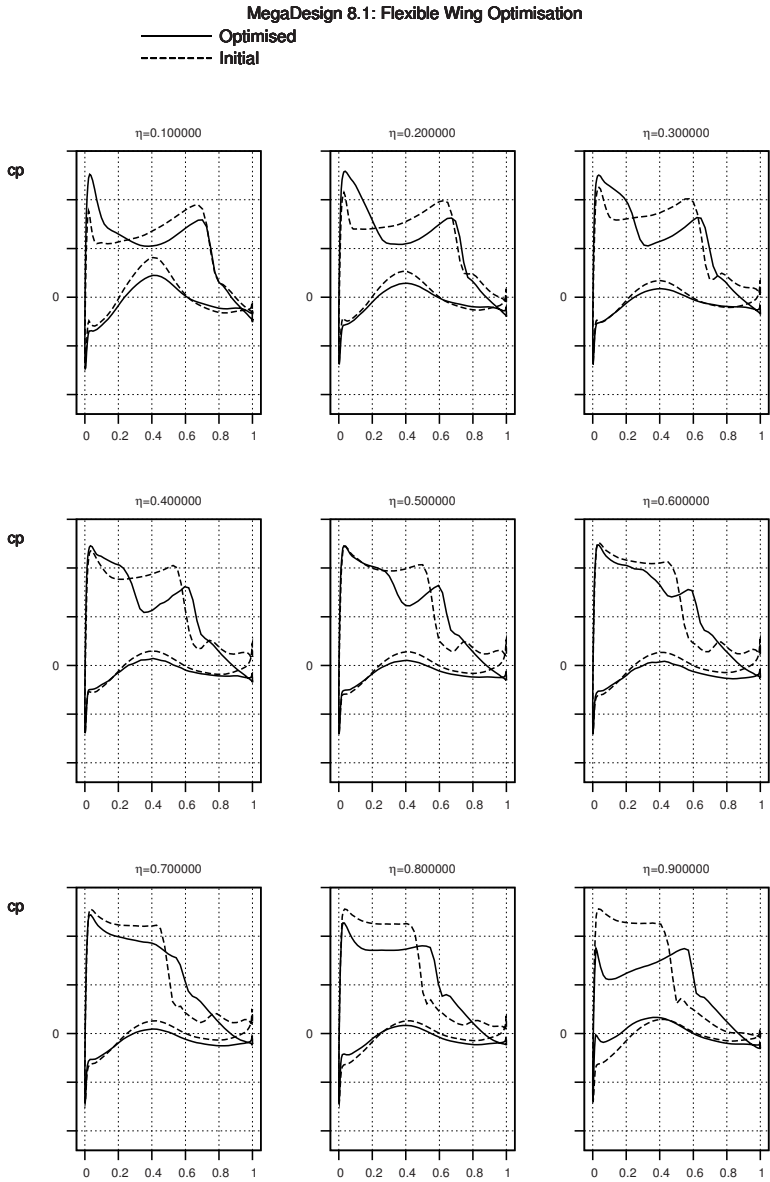 MegaDesign 8.1: Flexible Wing Optimisation
Optimised
Initial
η=0.100000 η=0.200000 η=0.300000
cp
0 0 0
0 0.2 0.4 0.6 0.8 1 0 0.2 0.4 0.6 0.8 1 0 0.2 0.4 0.6 0.8 1
η=0.400000 η=0.500000 η=0.600000
cp
0 0 0
0 0.2 0.4 0.6 0.8 1 0 0.2 0.4 0.6 0.8 1 0 0.2 0.4 0.6 0.8 1
η=0.700000 η=0.800000 η=0.900000
cp
0 0 0
0 0.2 0.4 0.6 0.8 1 0 0.2 0.4 0.6 0.8 1 0 0.2 0.4 0.6 0.8 1